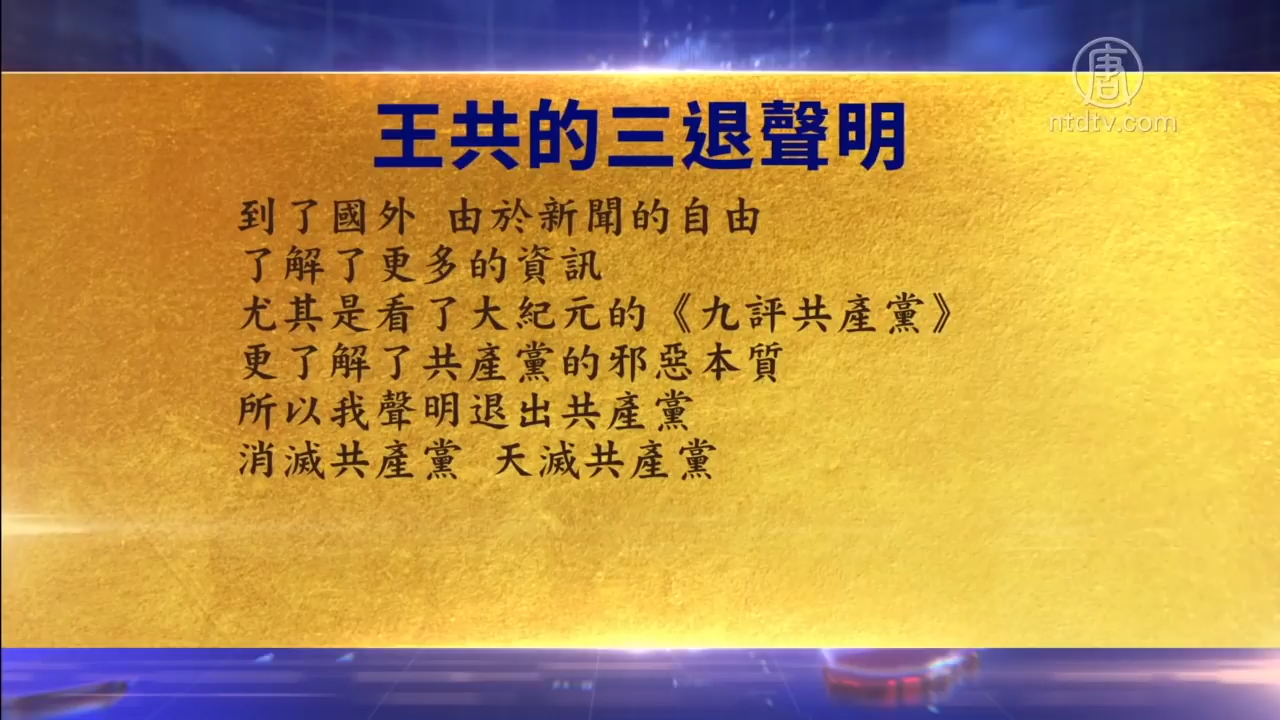 唐
ntdtv.com
王共的三退聲明
到了國外 由於新聞的自由
了解了更多的資訊
尤其是看了大紀元的《九評共產黨》
更了解了共產黨的邪惡本質
所以我聲明退出共產黨
消滅共產黨 天滅共產黨